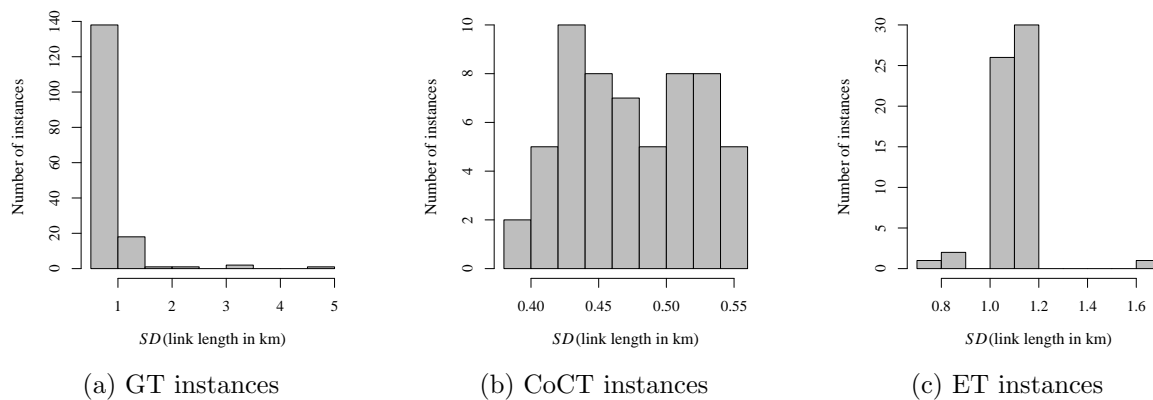 Number of instances
0 20 40 60 80 100 120 140
1 2 3 4 5
SD(link length in km)
(a) GT instances
Number of instances
0 2 4 6 8 10
0.40 0.45 0.50 0.55
SD(link length in km)
(b) CoCT instances
Number of instances
0 5 10 15 20 25 30
0.8 1.0 1.2 1.4 1.6
SD(link length in km)
(c) ET instances